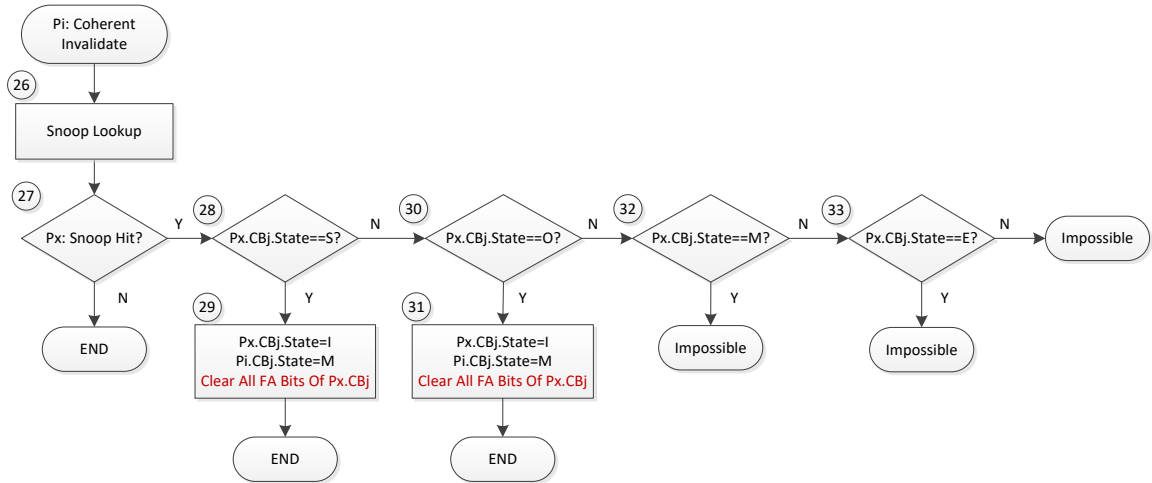 Pi: Coherent
Invalidate
26
Snoop Lookup
27
Px: Snoop Hit?
Y
N
END
28
Px.CBj.State==S?
N
Y
29
Px.CBj.State=I
Pi.CBj.State=M
Clear All FA Bits Of Px.CBj
END
30
Px.CBj.State==O?
N
Y
31
Px.CBj.State=I
Pi.CBj.State=M
Clear All FA Bits Of Px.CBj
END
32
Px.CBj.State==M?
N
Y
Impossible
33
Px.CBj.State==E?
N
Y
Impossible
Impossible